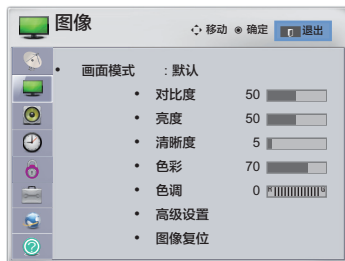 图像 移动 确定 退出
• 画面模式 : 默认
• 对比度 50
• 亮度 50
• 清晰度 5
• 色彩 70
• 色调 0 R G
• 高级设置
• 图像复位